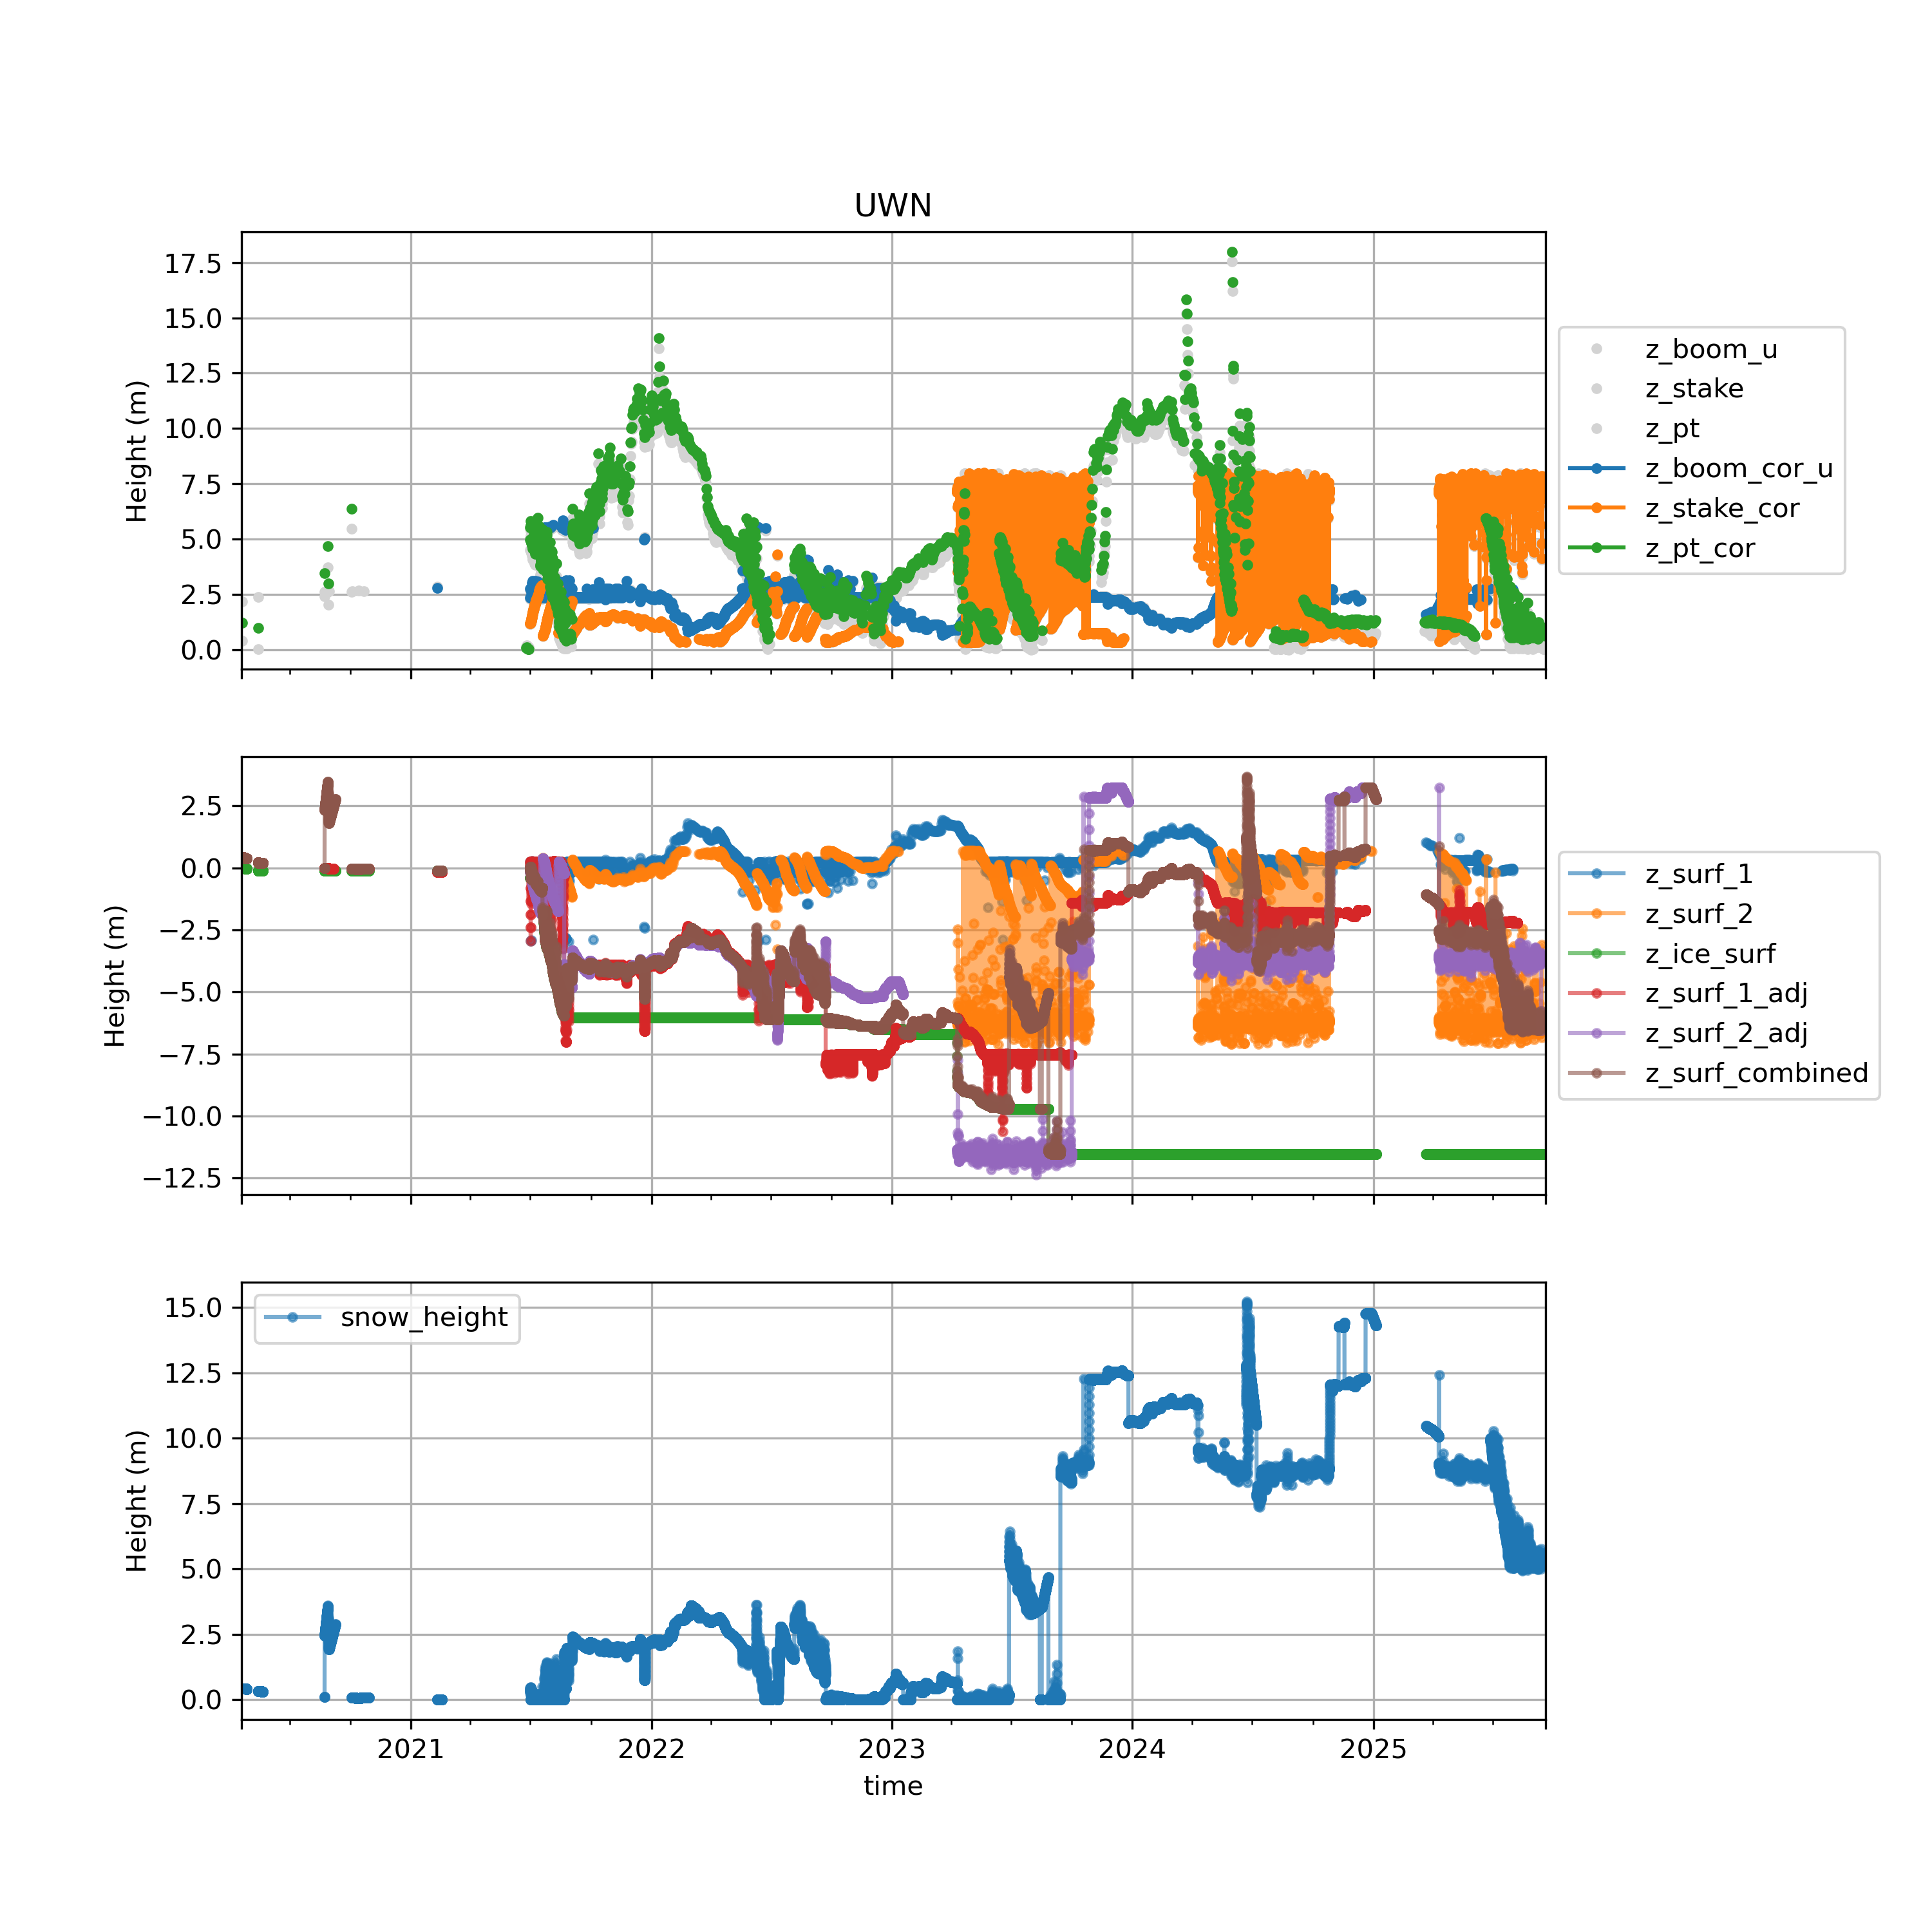 UWN
17.5
15.0
12.5
10.0
7.5
5.0
2.5
0.0
Height (m)
z_boom_u
z_stake
z_pt
z_boom_cor_u
z_stake_cor
z_pt_cor
2.5
0.0
−2.5
−5.0
−7.5
−10.0
−12.5
Height (m)
z_surf_1
z_surf_2
z_ice_surf
z_surf_1_adj
z_surf_2_adj
z_surf_combined
15.0
12.5
10.0
7.5
5.0
2.5
0.0
Height (m)
snow_height
2021 2022 2023 2024 2025
time